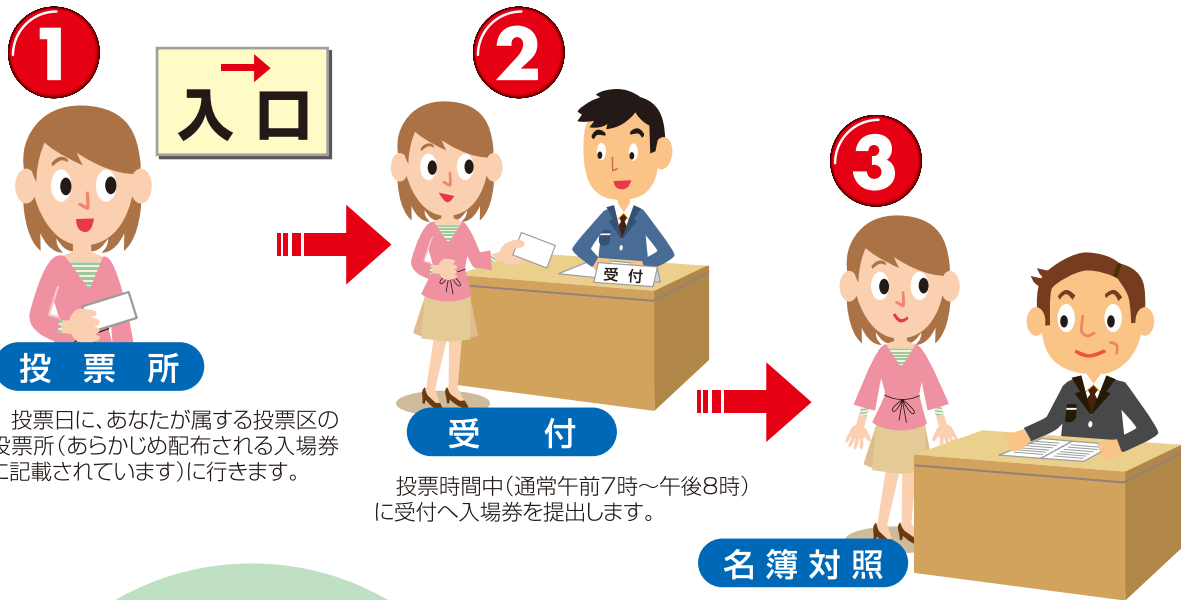 1
入口
投票所
投票日に、あなたが属する投票区の
投票所(あらかじめ配布される入場券
に記載されています)に行きます。
2
受付
受付
投票時間中(通常午前7時～午後8時)
に受付へ入場券を提出します。
3
名簿対照